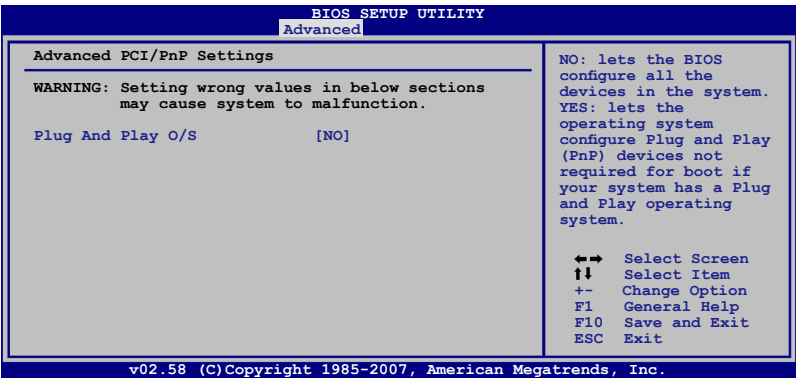 BIOS SETUP UTILITY
Advanced
Advanced PCI/PnP Settings
WARNING: Setting wrong values in below sections
may cause system to malfunction.
Plug And Play O/S [NO]
NO: lets the BIOS
configure all the
devices in the system.
YES: lets the
operating system
configure Plug and Play
(PnP) devices not
required for boot if
your system has a Plug
and Play operating
system.
←→ Select Screen
↑↓ Select Item
+- Change Option
F1 General Help
F10 Save and Exit
ESC Exit
v02.58 (C)Copyright 1985-2007, American Megatrends, Inc.